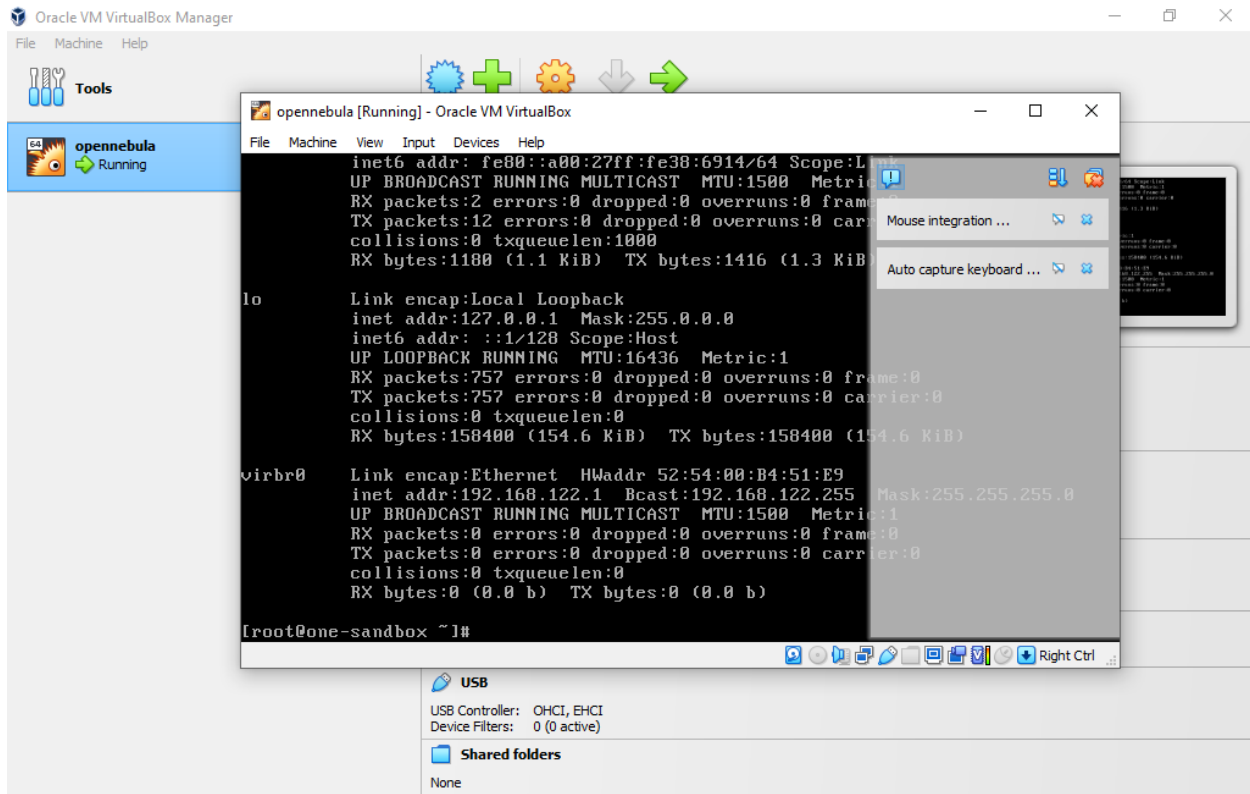 Oracle VM VirtualBox Manager
File Machine Help
Tools
opennebula
Running
64
opennebula [Running] - Oracle VM VirtualBox
File Machine View Input Devices Help
inet6 addr: fe80::a00:27ff:fe38:6914/64 Scope:Link
UP BROADCAST RUNNING MULTICAST MTU:1500 Metric
RX packets:2 errors:0 dropped:0 overruns:0 frame
TX packets:12 errors:0 dropped:0 overruns:0 car
collisions:0 txqueuelen:1000
RX bytes:1180 (1.1 KiB) TX bytes:1416 (1.3 KiB)
lo Link encap:Local Loopback
inet addr:127.0.0.1 Mask:255.0.0.0
inet6 addr: ::1/128 Scope:Host
UP LOOPBACK RUNNING MTU:16436 Metric:1
RX packets:757 errors:0 dropped:0 overruns:0 frame:0
TX packets:757 errors:0 dropped:0 overruns:0 carrier:0
collisions:0 txqueuelen:0
RX bytes:158400 (154.6 KiB) TX bytes:158400 (154.6 KiB)
virbr0 Link encap:Ethernet HWaddr 52:54:00:B4:51:E9
inet addr:192.168.122.1 Bcast:192.168.122.255 Mask:255.255.255.0
UP BROADCAST RUNNING MULTICAST MTU:1500 Metric:1
RX packets:0 errors:0 dropped:0 overruns:0 frame:0
TX packets:0 errors:0 dropped:0 overruns:0 carrier:0
collisions:0 txqueuelen:0
RX bytes:0 (0.0 b) TX bytes:0 (0.0 b)
[root@one-sandbox ~]#
Mouse integration ...
Auto capture keyboard ...
Right Ctrl
USB
USB Controller: OHCI, EHCI
Device Filters: 0 (0 active)
Shared folders
None